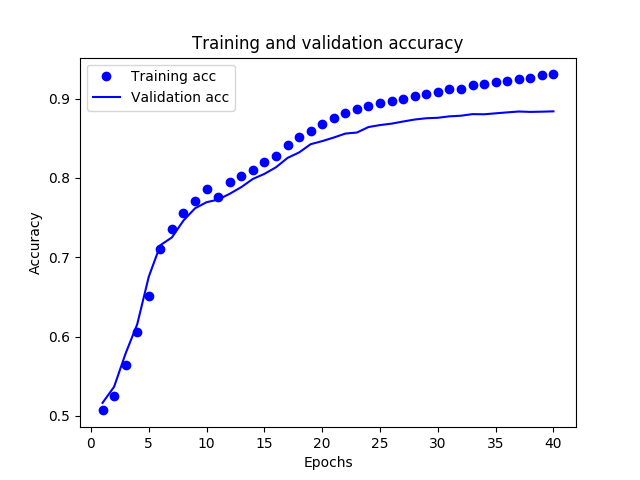 Training and validation accuracy
Training acc
Validation acc
0.9
0.8
0.7
0.6
0.5
Accuracy
0 5 10 15 20 25 30 35 40
Epochs